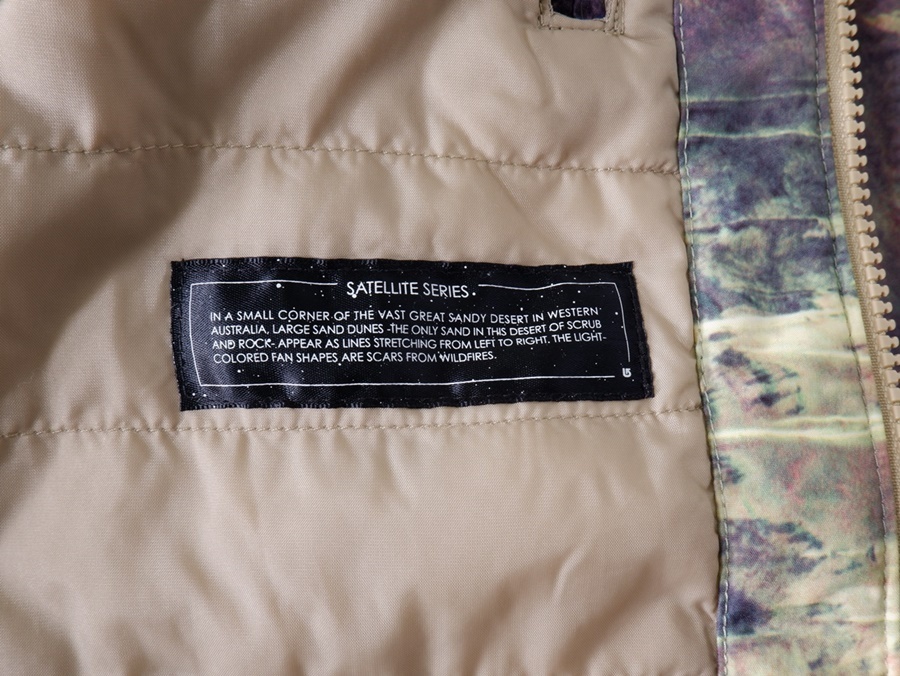 SATELLITE SERIES
IN A SMALL CORNER OF THE VAST GREAT SANDY DESERT IN WESTERN
AUSTRALIA, LARGE SAND DUNES -THE ONLY SAND IN THIS DESERT OF SCRUB
AND ROCK- APPEAR AS LINES STRETCHING FROM LEFT TO RIGHT. THE LIGHT-
COLORED FAN SHAPES ARE SCARS FROM WILDFIRES.